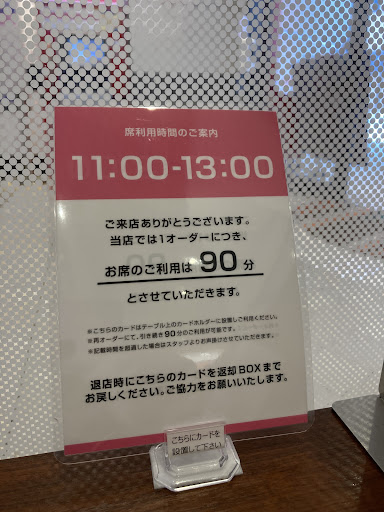 席利用時間のご案内
11:00-13:00
ご来店ありがとうございます。
当店では1オーダーにつき、
お席のご利用は 90 分
とさせていただきます。
※こちらのカードはテーブル上のカードホルダーに設置しご利用ください。
※再オーダーにて、引き続き90分のご利用が可能です。
※記載時間を超過した場合はスタッフよりお声掛けさせていただきます。
退店時にこちらのカードを返却BOXまで
お戻しください。ご協力をお願いいたします。
こちらにカードを
設置して下さい